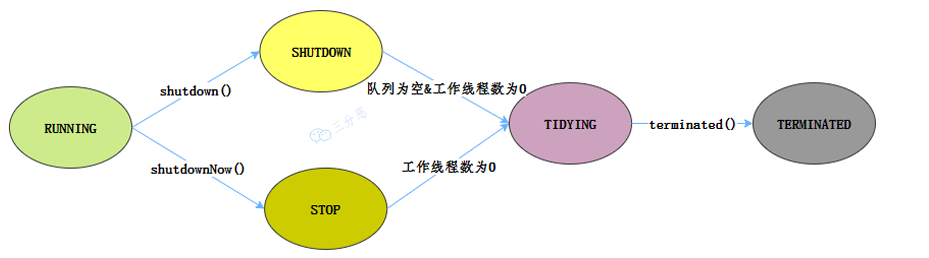 SHUTDOWN
shutdown()
队列为空&工作线程数为0
RUNNING
三分恶
TIDYING
terminated()
TERMINATED
shutdownNow()
工作线程数为0
STOP